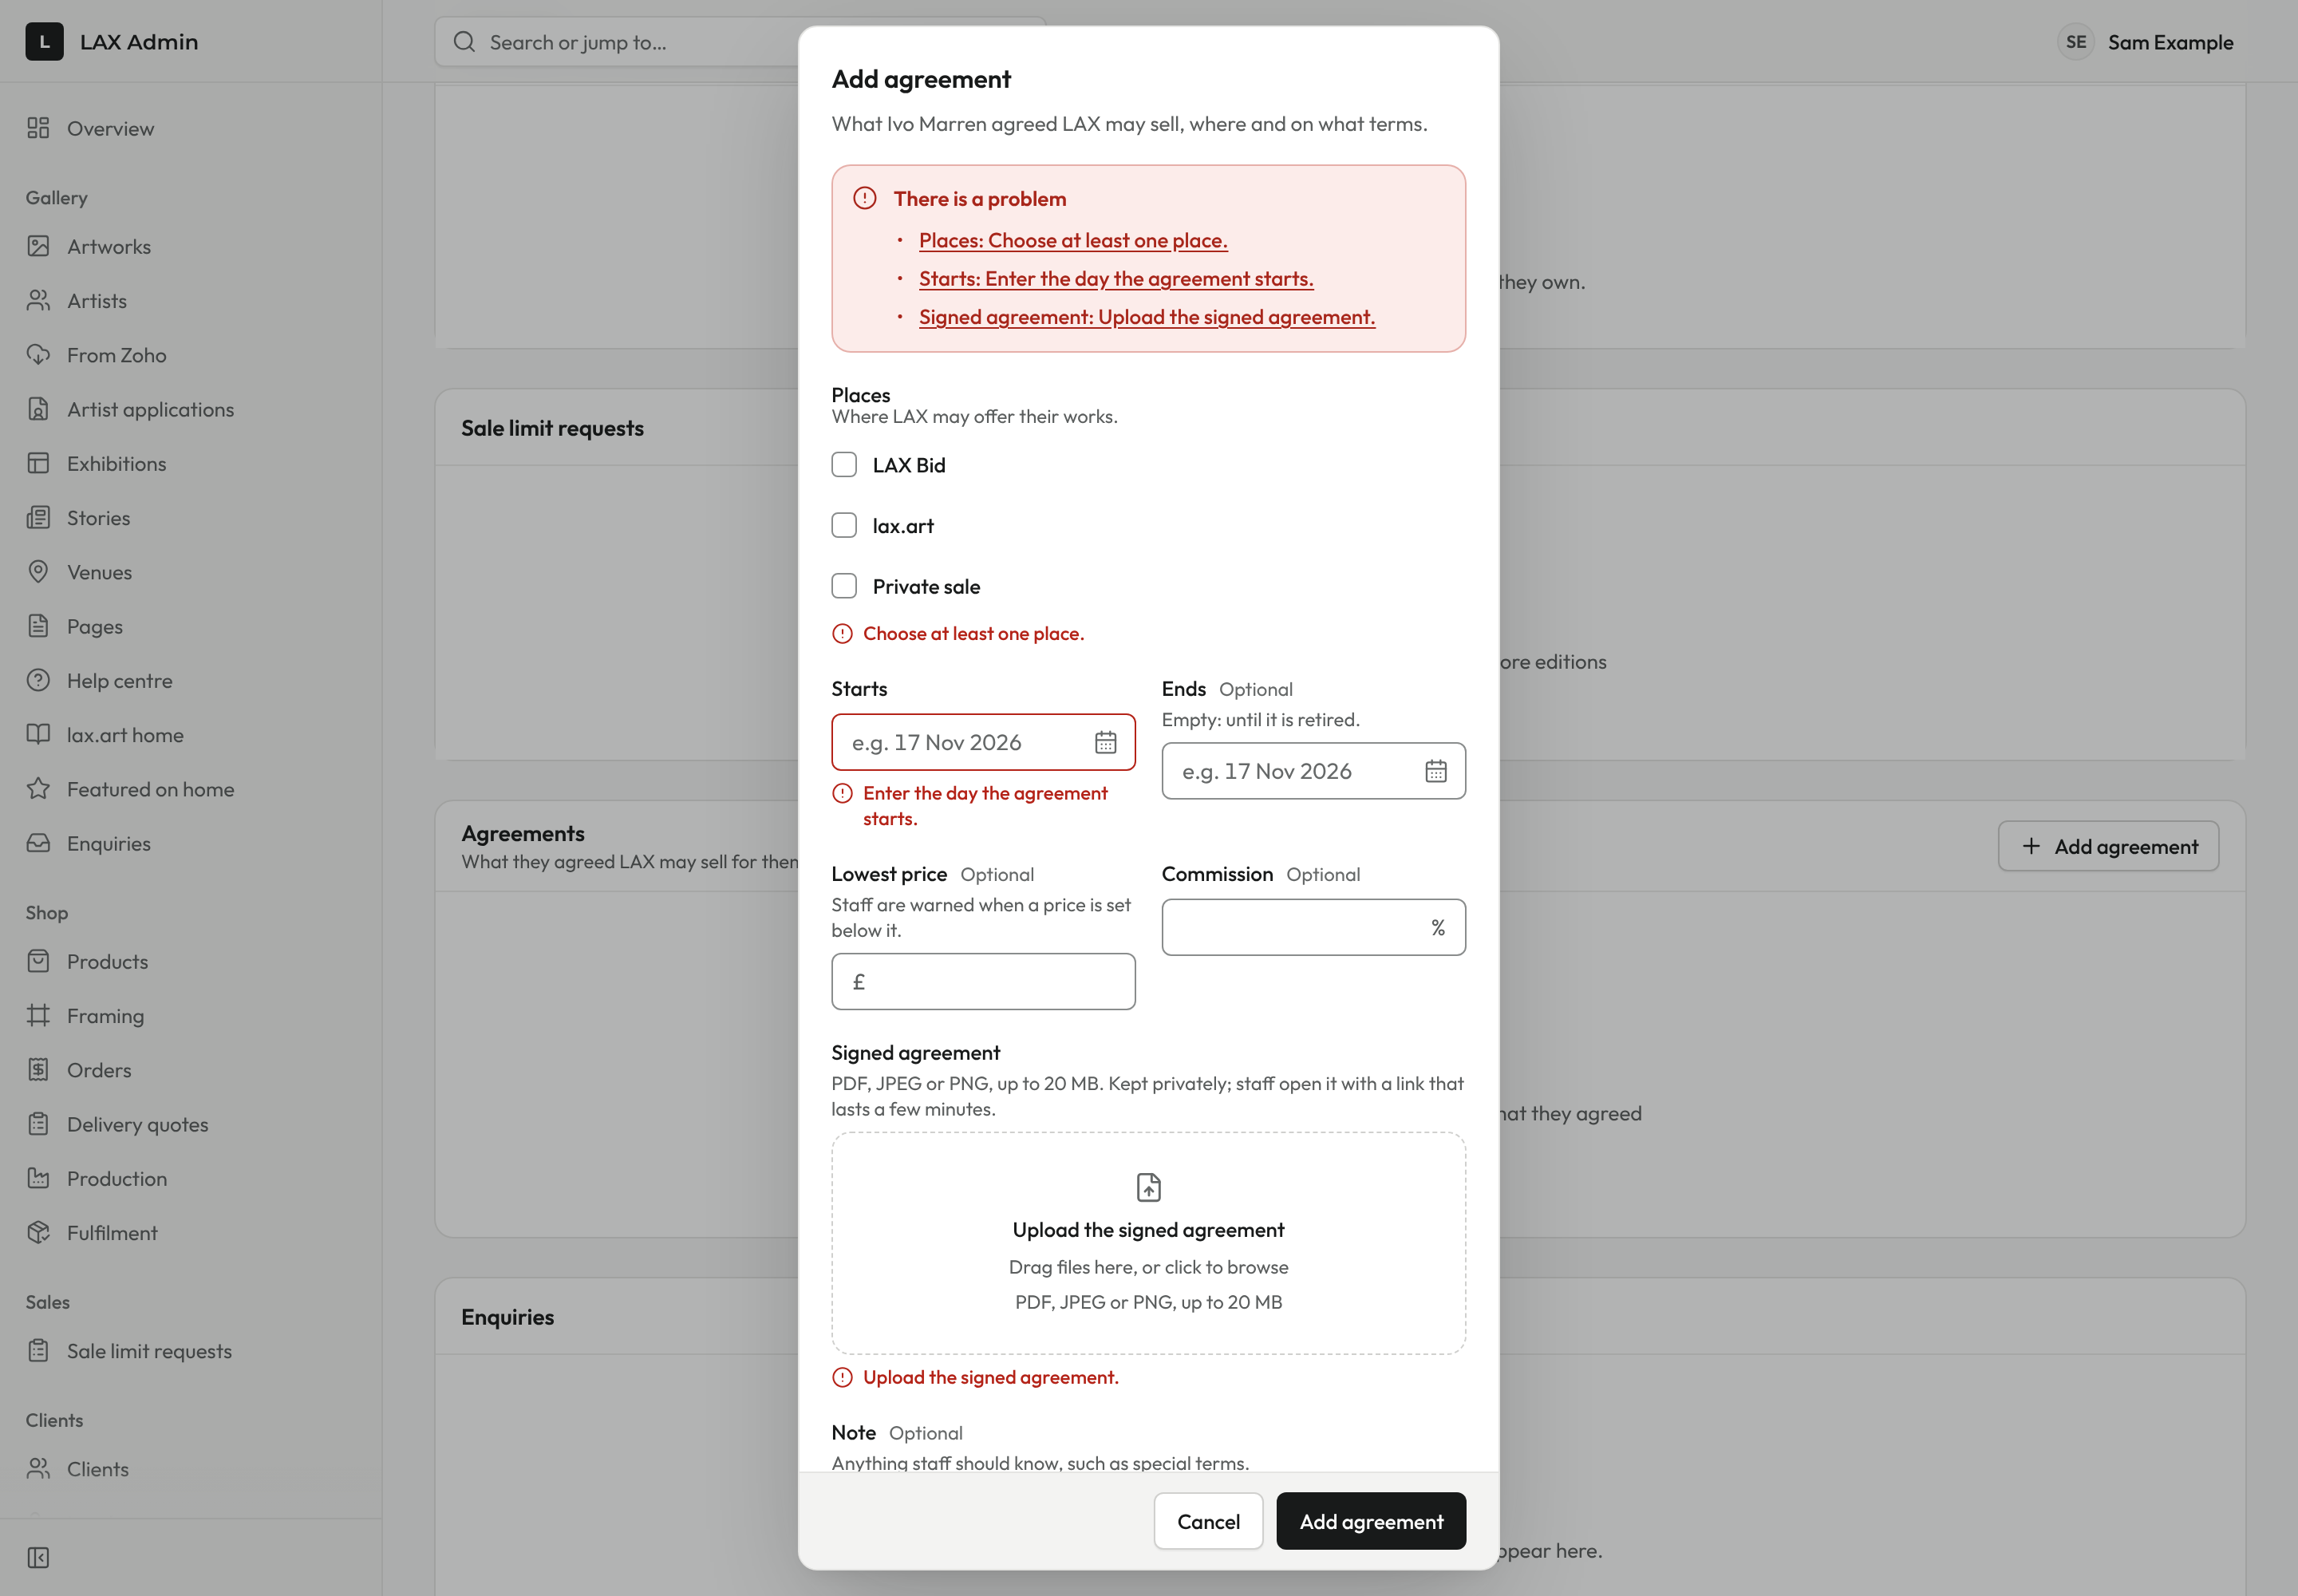 L
LAX Admin
Search or jump to...
SE
Sam Example
Overview
Gallery
Artworks
Artists
From Zoho
Artist applications
Exhibitions
Stories
Venues
Pages
Help centre
lax.art home
Featured on home
Enquiries
Shop
Products
Framing
Orders
Delivery quotes
Production
Fulfilment
Sales
Sale limit requests
Clients
Clients
they own.
Sale limit requests
ore editions
Agreements
What they agreed LAX may sell for then
Add agreement
hat they agreed
Enquiries
ppear here.
Add agreement
What Ivo Marren agreed LAX may sell, where and on what terms.
There is a problem
• Places: Choose at least one place.
• Starts: Enter the day the agreement starts.
• Signed agreement: Upload the signed agreement.
Places
Where LAX may offer their works.
LAX Bid
lax.art
Private sale
Choose at least one place.
Starts
e.g. 17 Nov 2026
Enter the day the agreement
starts.
Ends Optional
Empty: until it is retired.
e.g. 17 Nov 2026
Lowest price Optional
Staff are warned when a price is set
below it.
£
Commission Optional
%
Signed agreement
PDF, JPEG or PNG, up to 20 MB. Kept privately; staff open it with a link that
lasts a few minutes.
Upload the signed agreement
Drag files here, or click to browse
PDF, JPEG or PNG, up to 20 MB
Upload the signed agreement.
Note Optional
Anything staff should know, such as special terms.
Cancel
Add agreement